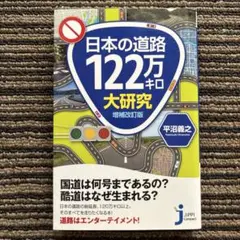 日本の道路
122万キロ
大研究
増補改訂版
平沼義之
国道は何号まであるの?
酷道はなぜ生まれる?
道路はエンターテイメント!